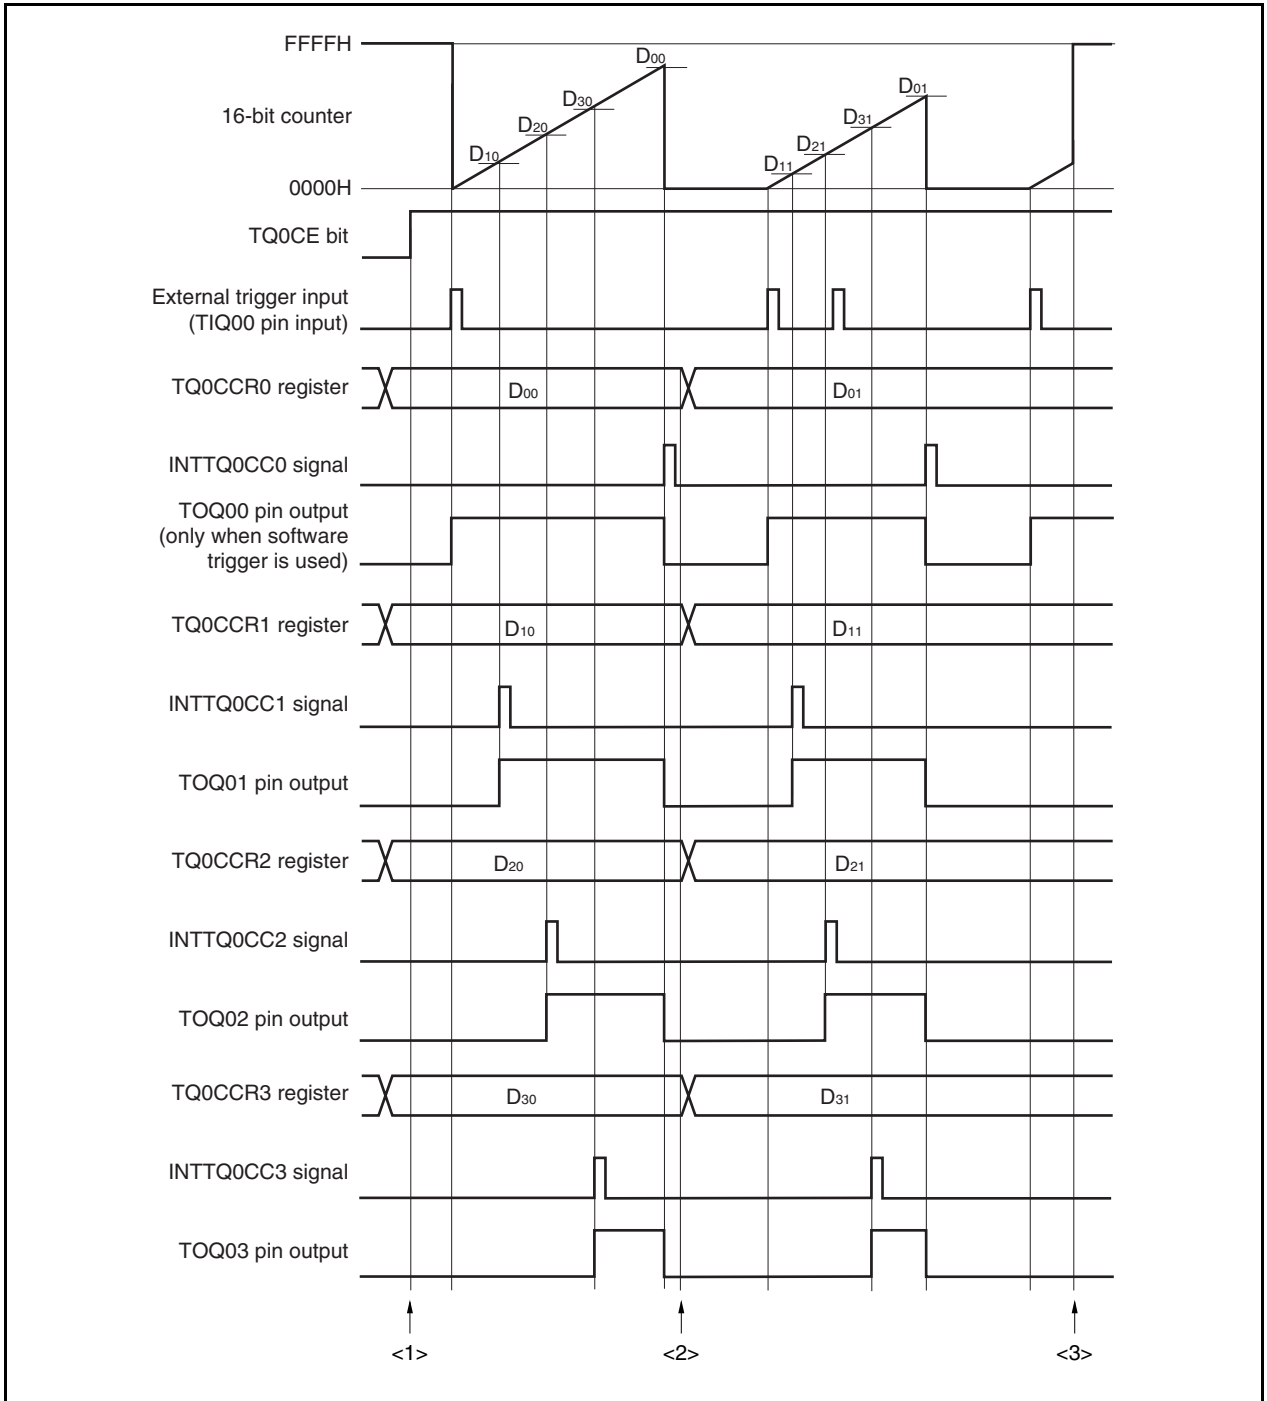 FFFFH
16-bit counter
0000H
D00
D30
D20
D10
D01
D31
D21
D11
TQ0CE bit
External trigger input
(TIQ00 pin input)
TQ0CCR0 register
D00
D01
INTTQ0CC0 signal
TOQ00 pin output
(only when software
trigger is used)
TQ0CCR1 register
D10
D11
INTTQ0CC1 signal
TOQ01 pin output
TQ0CCR2 register
D20
D21
INTTQ0CC2 signal
TOQ02 pin output
TQ0CCR3 register
D30
D31
INTTQ0CC3 signal
TOQ03 pin output
<1>
<2>
<3>